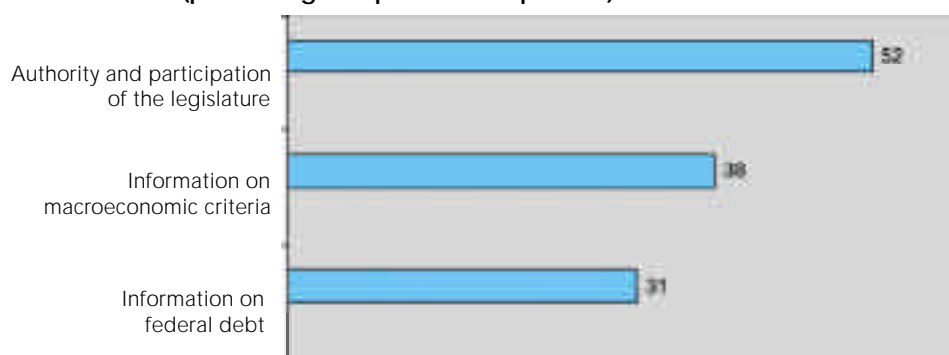 Authority and participation
of the legislature
52
Information on
macroeconomic criteria
38
Information on
federal debt
31